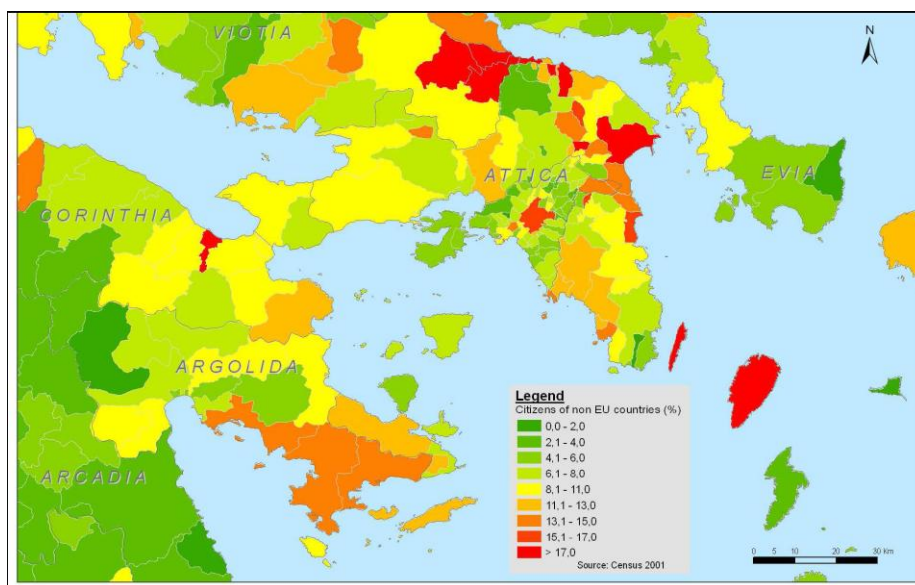 VIOTIA
N
ATTICA
EVIA
CORINTHIA
ARGOLIDA
ARCADIA
Legend
Citizens of non EU countries (%)
0,0 - 2,0
2,1 - 4,0
4,1 - 6,0
6,1 - 8,0
8,1 - 11,0
11,1 - 13,0
13,1 - 15,0
15,1 - 17,0
> 17,0
Source: Census 2001
0 5 10 20 30 Km